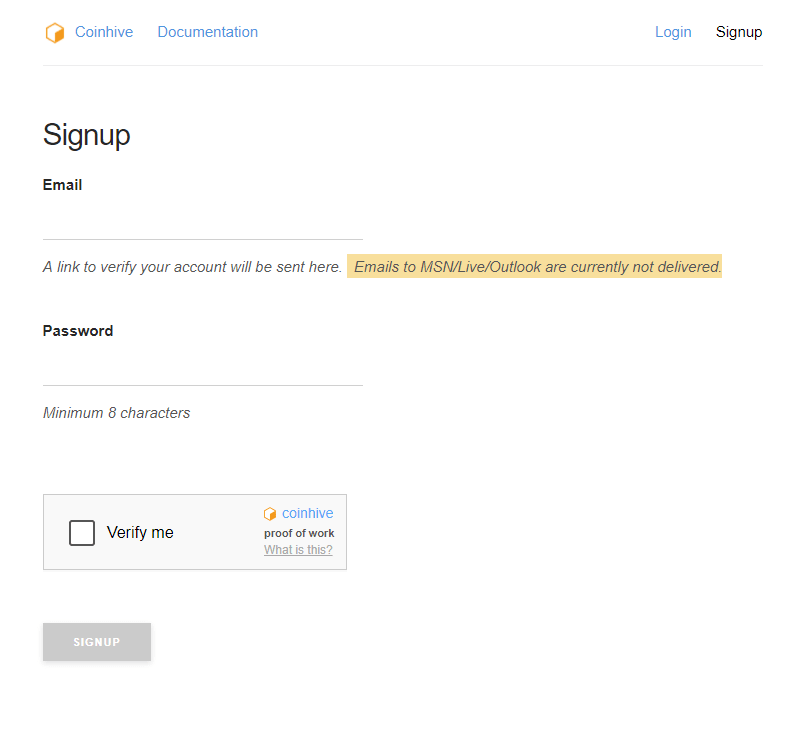 Coinhive Documentation Login Signup
Signup
Email
A link to verify your account will be sent here. Emails to MSN/Live/Outlook are currently not delivered.
Password
Minimum 8 characters
Verify me
coinhive
proof of work
What is this?
SIGNUP